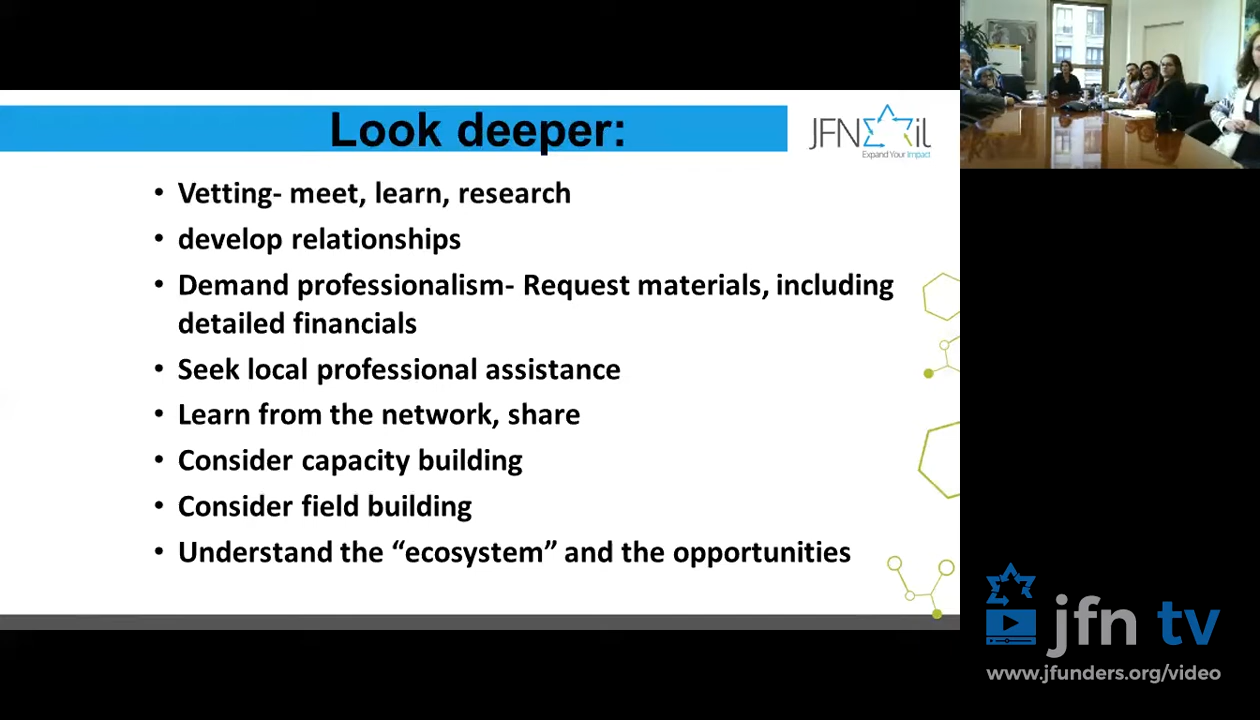 Look deeper:
JFN il
Expand Your Impact
• Vetting- meet, learn, research
• develop relationships
• Demand professionalism- Request materials, including
detailed financials
• Seek local professional assistance
• Learn from the network, share
• Consider capacity building
• Consider field building
• Understand the “ecosystem” and the opportunities
jfn tv
www.jfunders.org/video